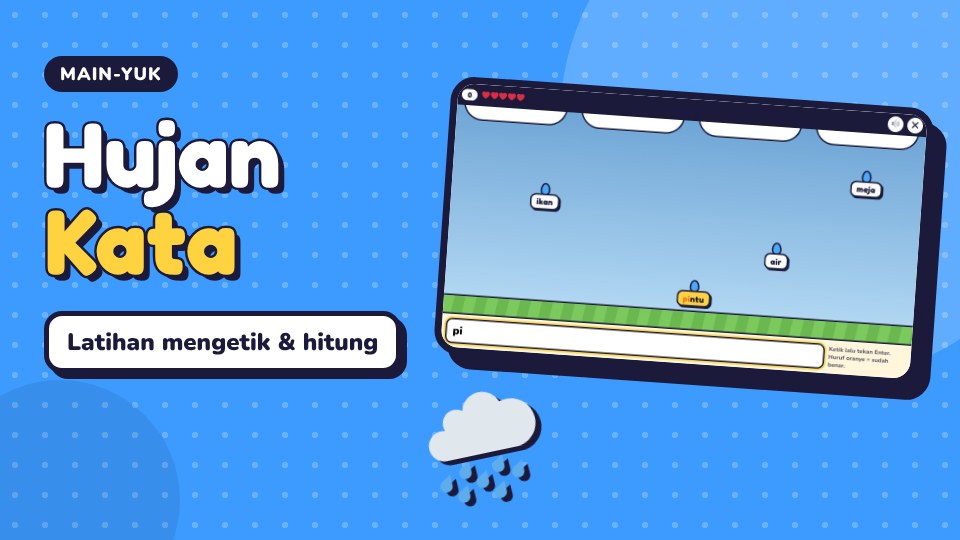 MAIN-YUK
Hujan
Kata
Latihan mengetik & hitung
0
ikan
meja
air
pintu
pi
Ketik lalu tekan Enter.
Huruf oranye = sudah
benar.